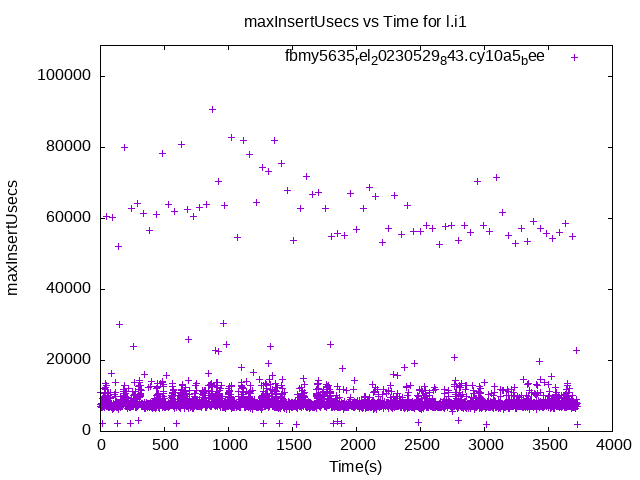 maxInsertUsecs vs Time for l.i1
fbmy5635rel20230529843.cy10a5bee
maxInsertUsecs
100000
80000
60000
40000
20000
0
0 500 1000 1500 2000 2500 3000 3500 4000
Time(s)